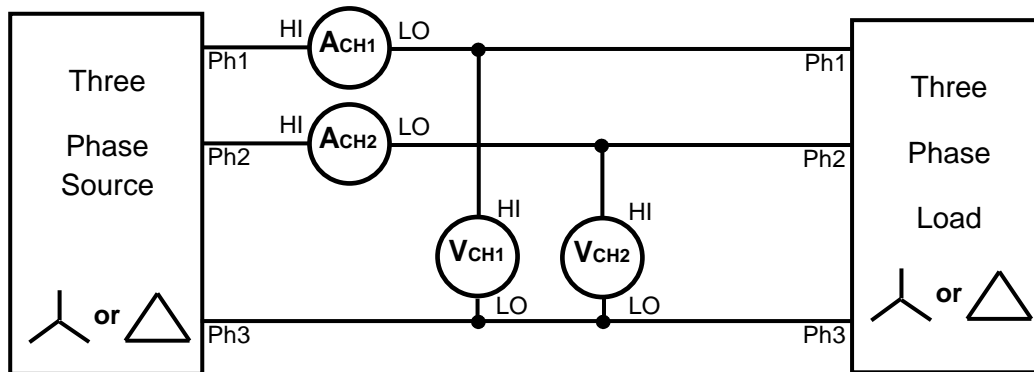 HI
ACH1
LO
Ph1
Ph1
Three
Phase
Source
or
HI
ACH2
LO
Ph2
Ph2
HI
VCH1
LO
HI
VCH2
LO
Ph3
Ph3
Three
Phase
Load
or